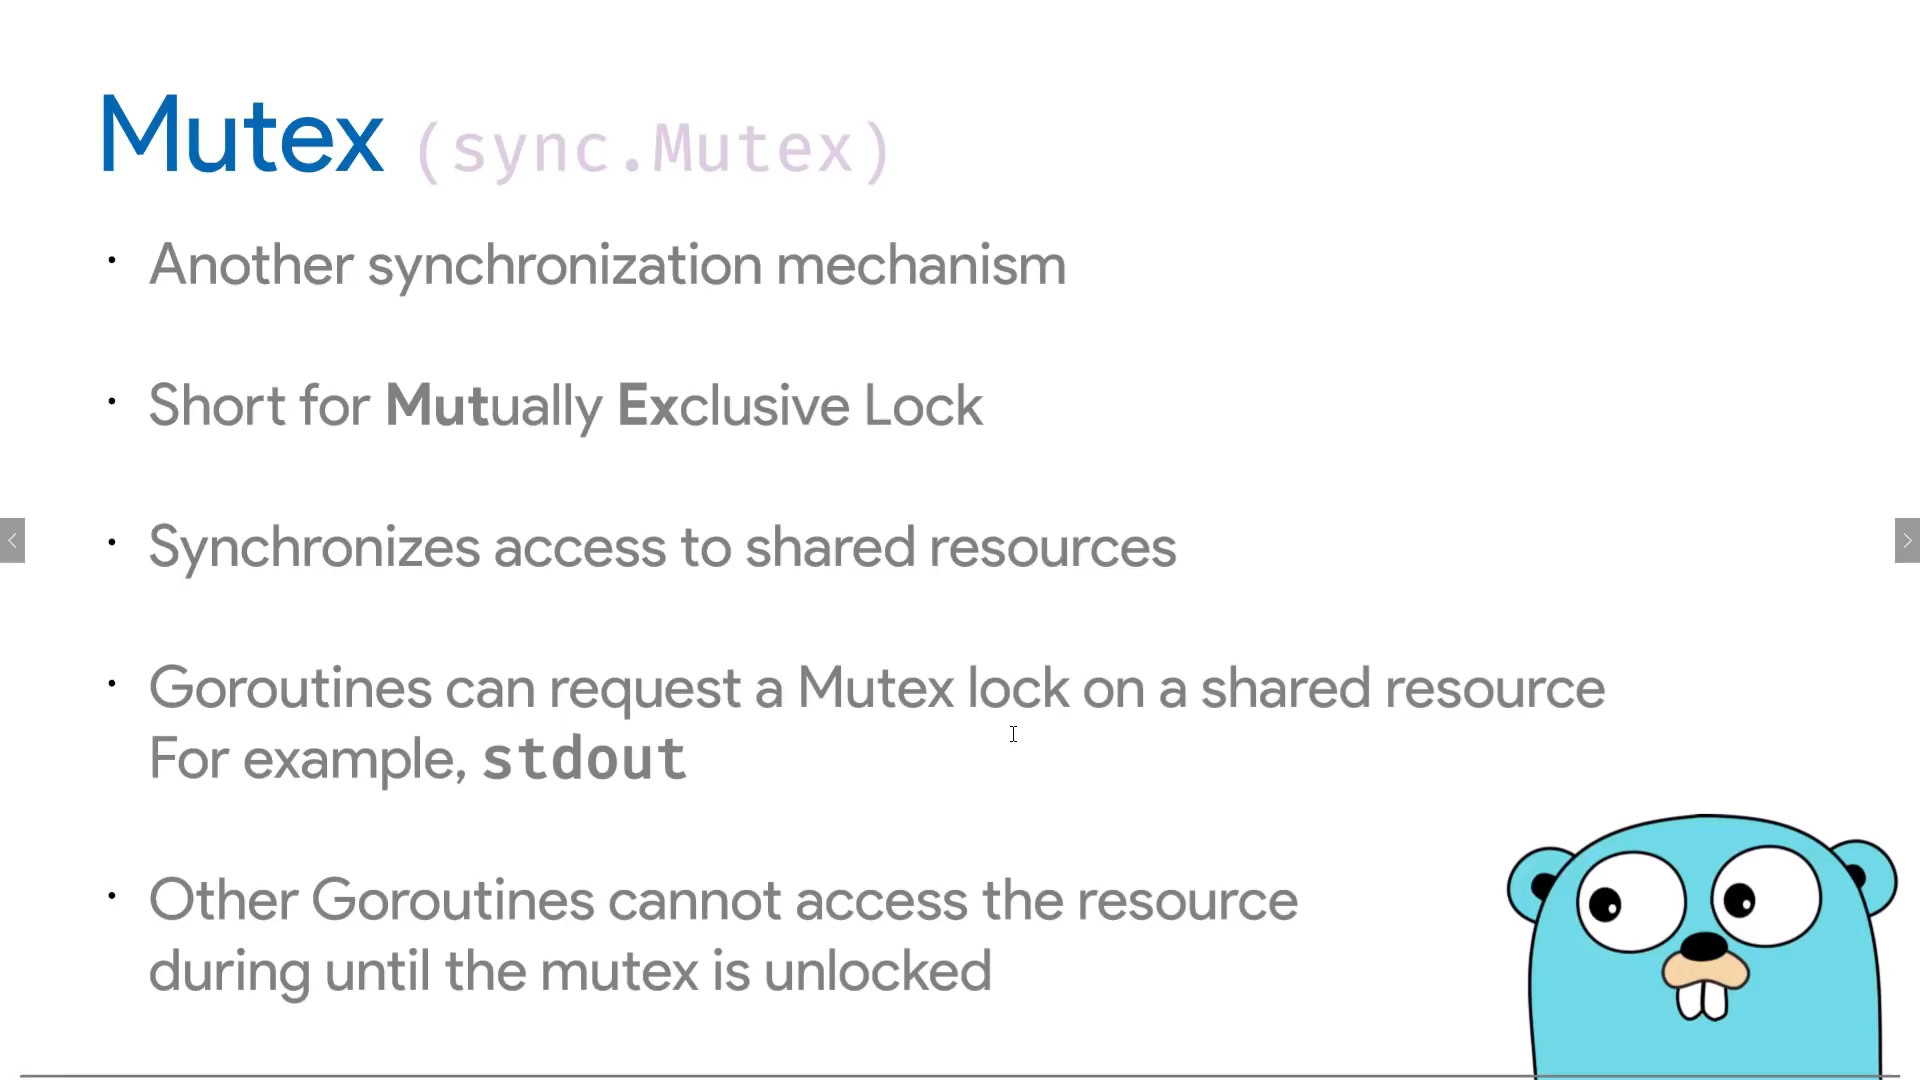 Mutex (sync.Mutex)
· Another synchronization mechanism
· Short for Mutually Exclusive Lock
· Synchronizes access to shared resources
· Goroutines can request a Mutex lock on a shared resource
For example, stdout
· Other Goroutines cannot access the resource
during until the mutex is unlocked